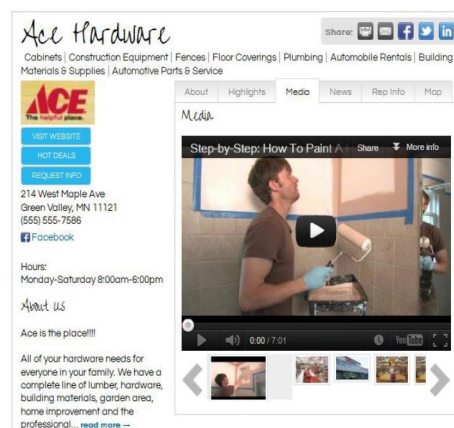 Ace Hardware
Share:
Cabinets | Construction Equipment | Fences | Floor Coverings | Plumbing | Automobile Rentals | Building
Materials & Supplies | Automotive Parts & Service
ACE
The helpful place.
VISIT WEBSITE
HOT DEALS
REQUEST INFO
214 West Maple Ave
Green Valley, MN 11121
(555) 555-7586
Facebook
Hours:
Monday-Saturday 8:00am-6:00pm
About Us
Ace is the place!!!!
All of your hardware needs for
everyone in your family. We have a
complete line of lumber, hardware,
building materials, garden area,
home improvement and the
professional... read more →
About Highlights Media News Rep Info Map
Media
Step-by-Step: How To Paint A Share More info
0:00 / 7:01 YouTube